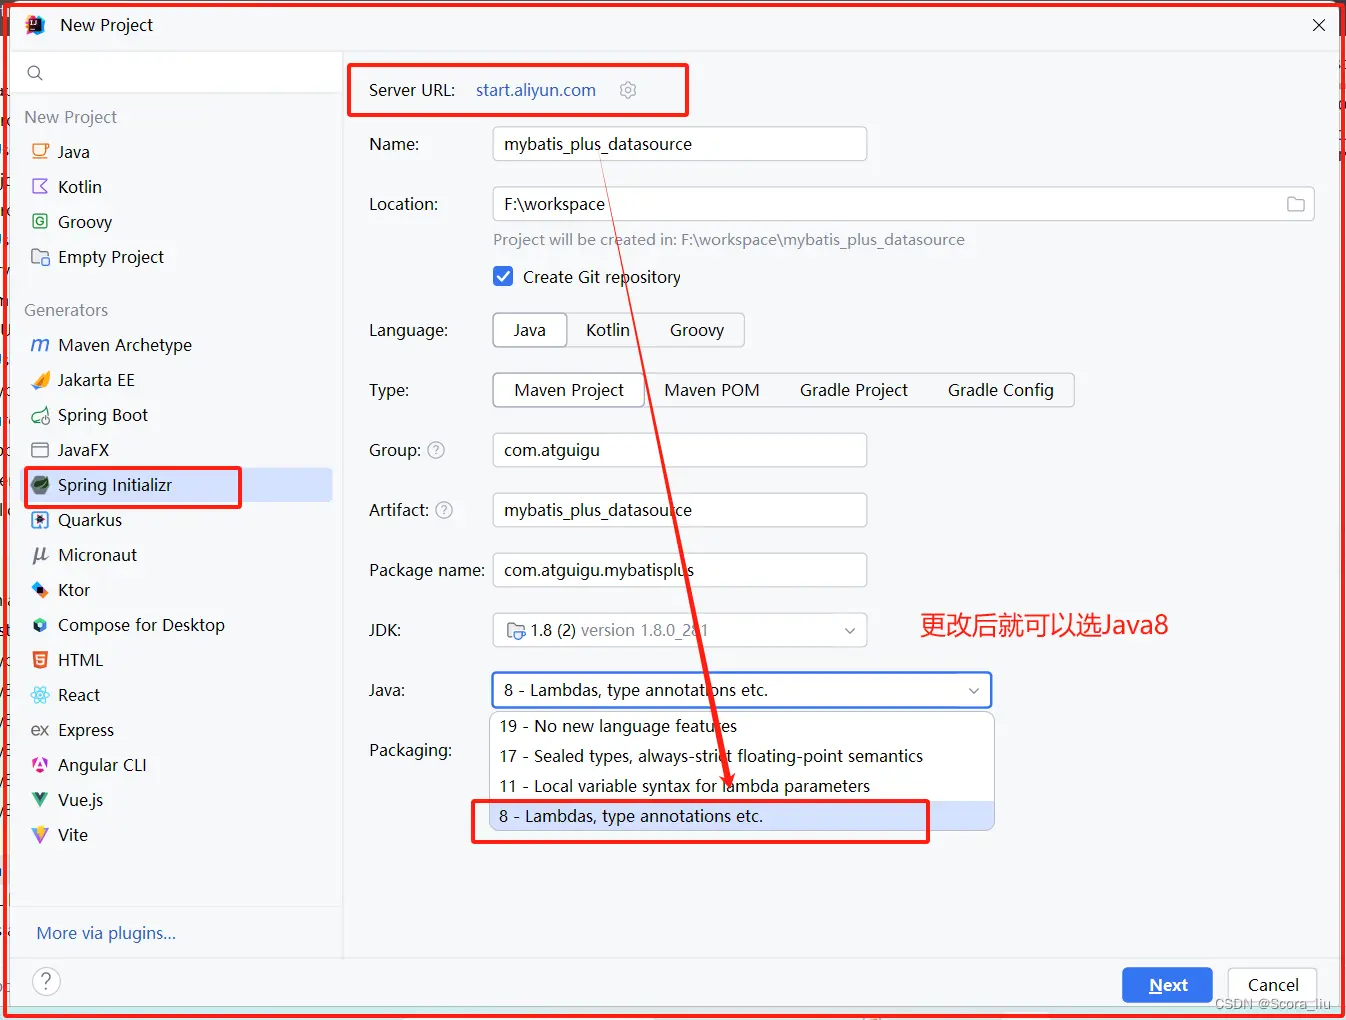 New Project
Server URL: start.aliyun.com
New Project
Name: mybatis_plus_datasource
Java
Kotlin
Location: F:\workspace
Groovy
Project will be created in: F:\workspace\mybatis_plus_datasource
Empty Project
Create Git repository
Generators
Language: Java Kotlin Groovy
Maven Archetype
Jakarta EE
Type: Maven Project Maven POM Gradle Project Gradle Config
Spring Boot
JavaFX
Group: ? com.atguigu
Spring Initializr
Artifact: ? mybatis_plus_datasource
Quarkus
Micronaut
Package name: com.atguigu.mybatisplus
Ktor
Compose for Desktop
JDK: 1.8 (2) version 1.8.0_281
更改后就可以选Java8
HTML
React
Java: 8 - Lambdas, type annotations etc.
Express
19 - No new language features
Packaging:
17 - Sealed types, always-strict floating-point semantics
Angular CLI
11 - Local variable syntax for lambda parameters
Vue.js
8 - Lambdas, type annotations etc.
Vite
More via plugins...
?
Next
Cancel
CSDN @Scora_liu